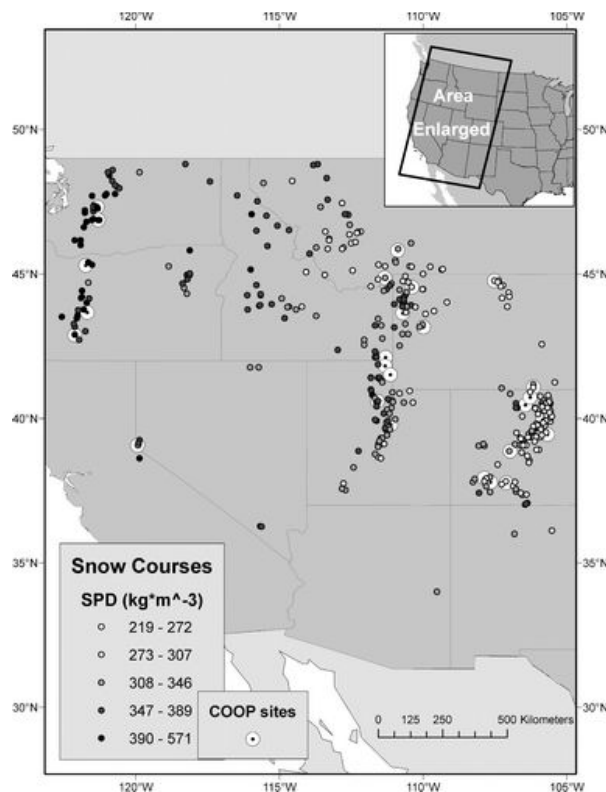 120°W 115°W 110°W 105°W
Area
Enlarged
50°N 50°N
45°N 45°N
40°N 40°N
35°N 35°N
30°N 30°N
Snow Courses
SPD (kg*m^-3)
219 - 272
273 - 307
308 - 346
347 - 389
390 - 571
COOP sites
0 125 250 500 Kilometers
120°W 115°W 110°W 105°W